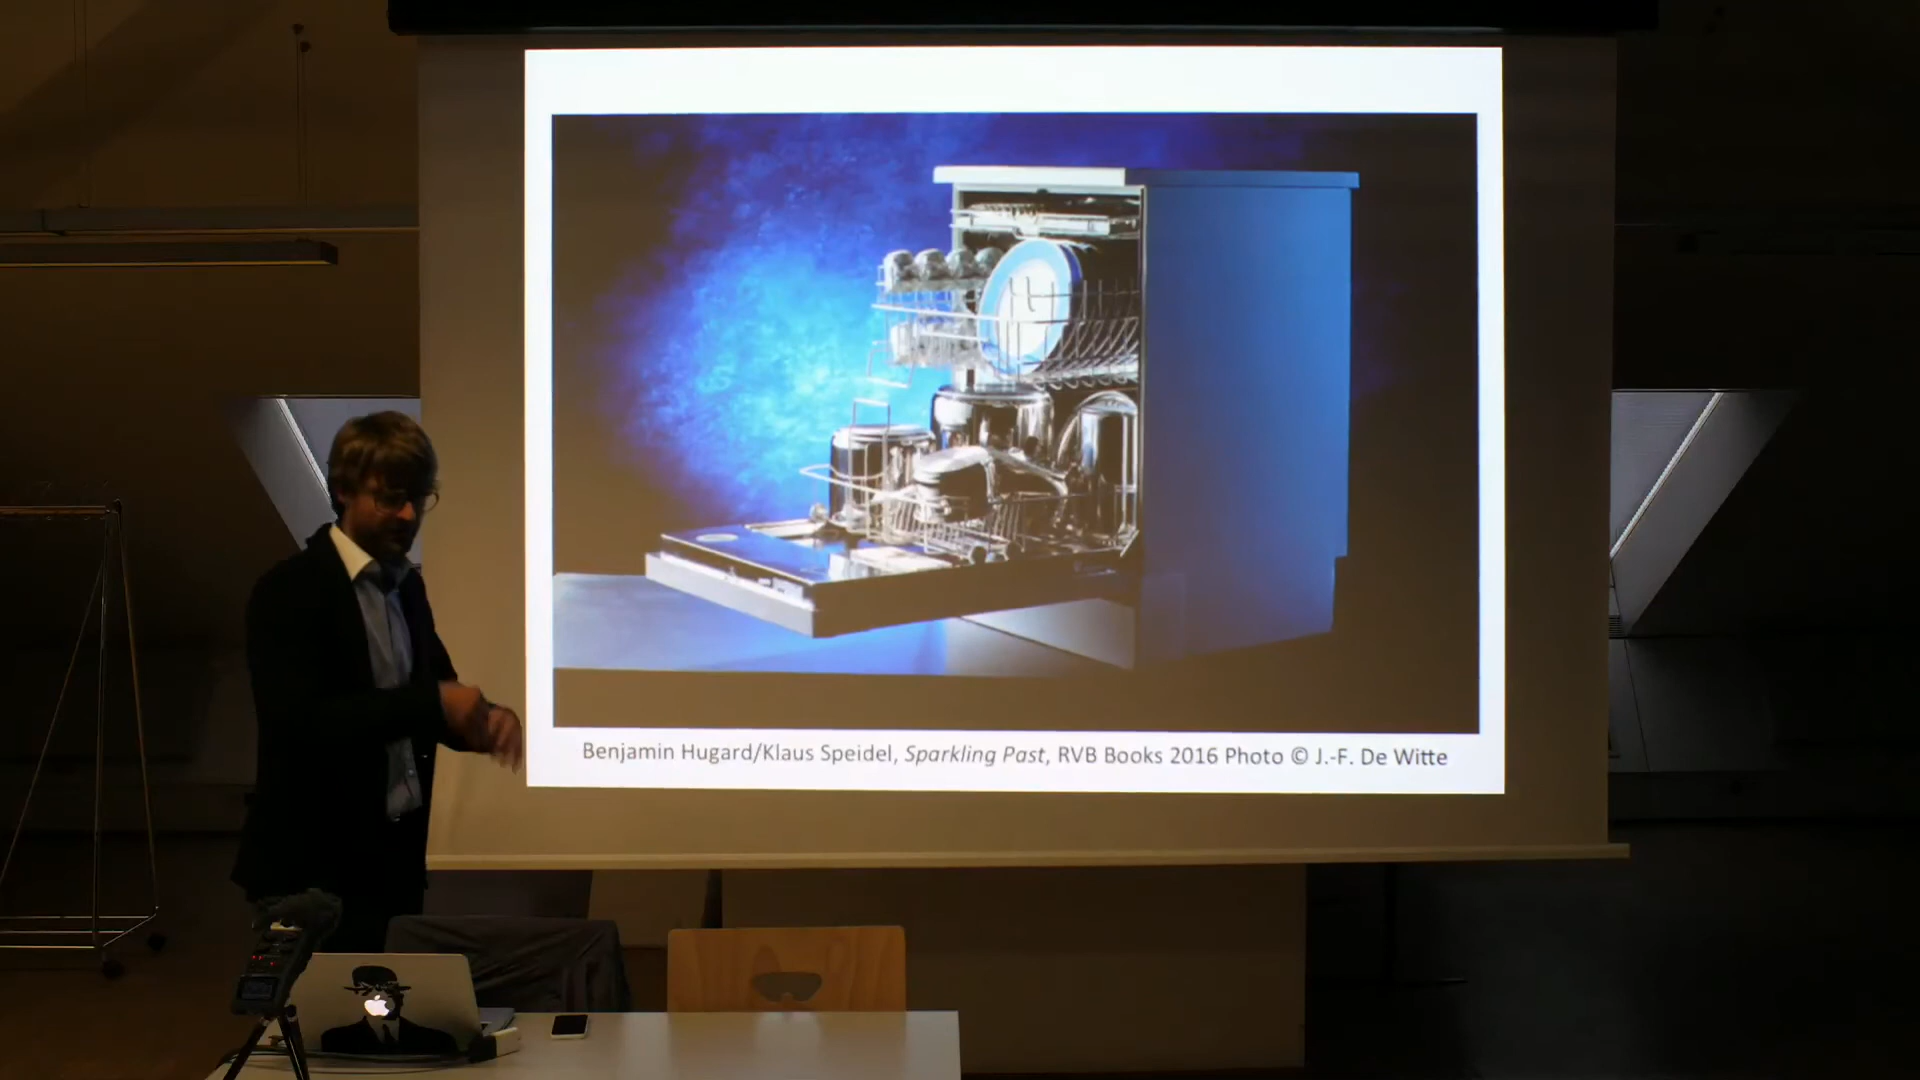 Benjamin Hugard/Klaus Speidel, Sparkling Past, RVB Books 2016 Photo © J.-F. De Witte